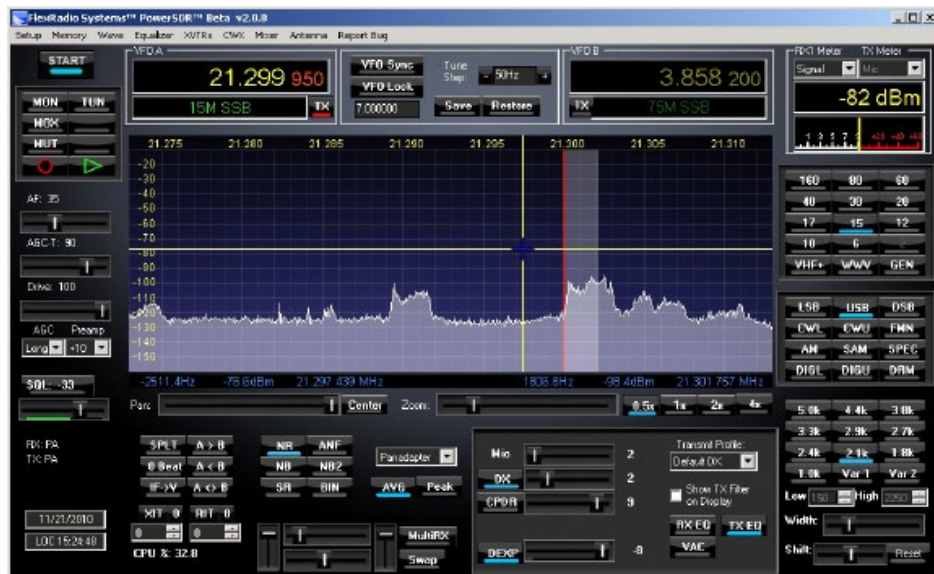 FlexRadio Systems™ PowerSDR™ Beta v2.0.8
Setup Memory Wave Equalizer XVTRs CWX Mixer Antenna Report Bug
START
VFO A
21.299 950
15M SSB TX
VFO Sync
VFO Lock
7.000000
Tune Step: - 50Hz +
Save Restore
VFO B
3.858 200
TX 75M SSB
RX1 Meter TX Meter
Signal Mic
-82 dBm
1 3 5 7 9 +20 +40 +60
MON TUN
MOX
MUT
AF: 35
AGC-T: 90
Drive: 100
AGC Preamp
Long +10
SQL: -33
21.275 21.280 21.285 21.290 21.295 21.300 21.305 21.310
-20
-30
-40
-50
-60
-70
-80
-90
-100
-110
-120
-130
-140
-150
-2511.4Hz -76.6dBm 21.297 439 MHz 1806.8Hz -98.4dBm 21.301 757 MHz
Pan: Center Zoom: 0.5x 1x 2x 4x
160 80 60
40 30 20
17 15 12
10 6 2
VHF+ WWV GEN
LSB USB DSB
CWL CWU FMN
AM SAM SPEC
DIGL DIGU DRM
5.0k 4.4k 3.8k
3.3k 2.9k 2.7k
2.4k 2.1k 1.8k
1.0k Var 1 Var 2
Low 150 High 2250
Width:
Shift: Reset
RX: PA
TX: PA
11/21/2010
LOC 15:24:48
SPLT A > B
0 Beat A < B
IF->V A <> B
XIT 0 RIT 0
0 0
CPU %: 32.8
NR ANF
NB NB2
SR BIN
Panadapter
AVG Peak
MultiRX
Swap
Mic 2
DX 2
CPDR 9
DEXP -8
Transmit Profile:
Default DX
Show TX Filter
on Display
RX EQ TX EQ
VAC